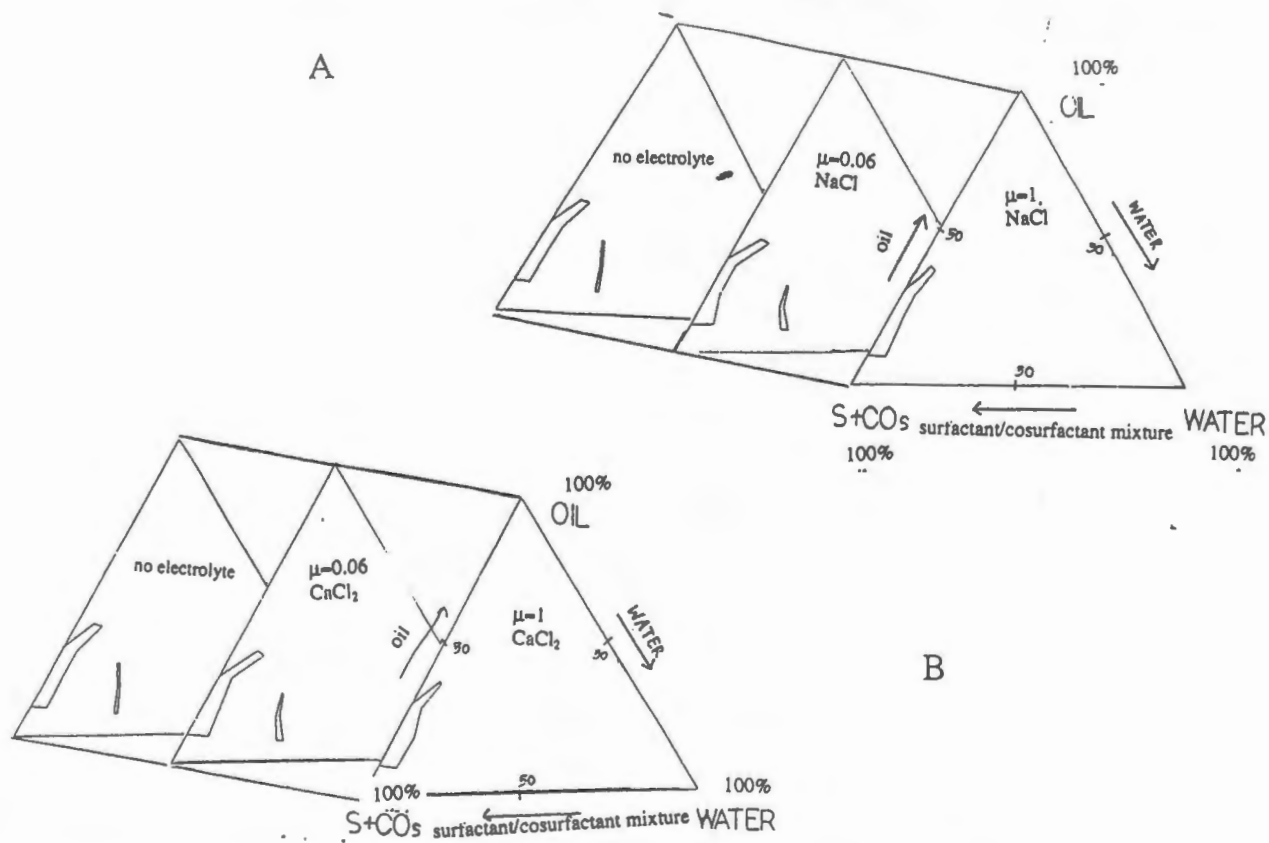 A
100%
OIL
no electrolyte
μ=0.06
NaCl
μ=1.
NaCl
oil
50
50
WATER
50
S+COs surfactant/cosurfactant mixture WATER
100%
100%
100%
OIL
no electrolyte
μ=0.06
CaCl₂
μ=1
CaCl₂
oil
50
50
WATER
B
100%
50
100%
S+COs surfactant/cosurfactant mixture WATER